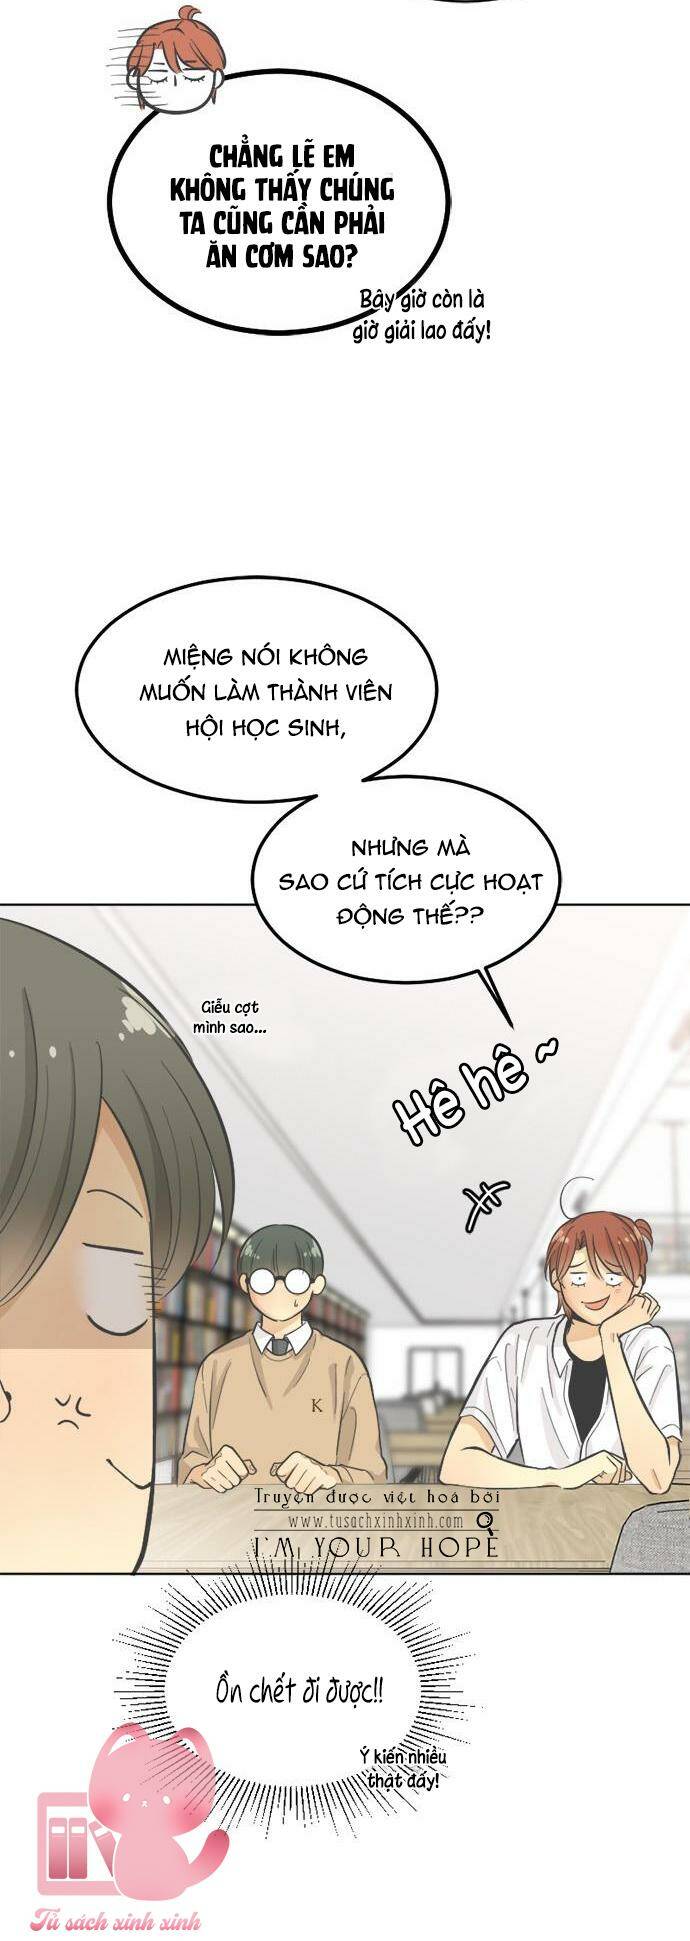 CHẲNG LẼ EM
KHÔNG THẤY CHÚNG
TA CŨNG CẦN PHẢI
ĂN CƠM SAO?
Bây giờ còn là
giờ giải lao đấy!
MIỆNG NÓI KHÔNG
MUỐN LÀM THÀNH VIÊN
HỘI HỌC SINH,
NHƯNG MÀ
SAO CỨ TÍCH CỰC HOẠT
ĐỘNG THẾ??
Giễu cợt
mình sao...
Hê hê ~
K
Truyện được việt hoá bởi
www.tusachxinhxinh.com
I'M YOUR HOPE
Ồn chết đi được!!
Ý kiến nhiều
thật đấy!
Tủ sách xinh xinh